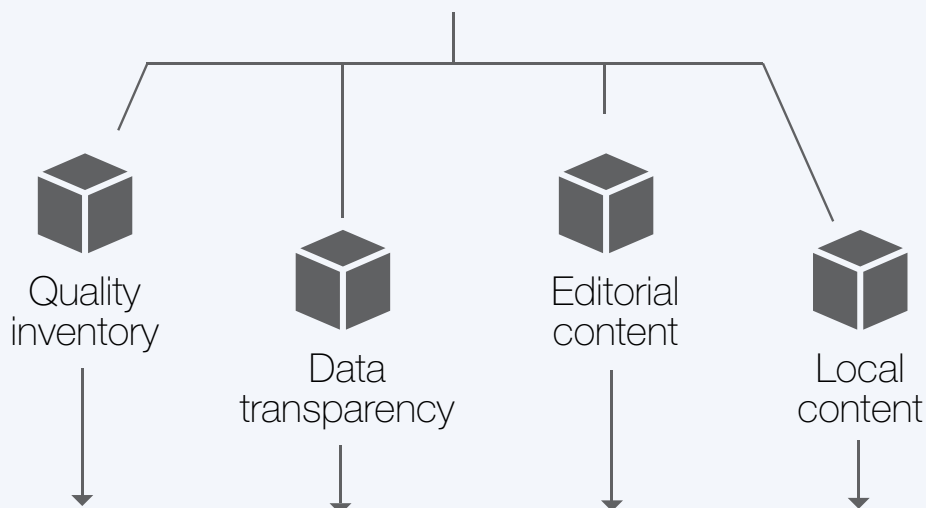 Quality
inventory
Data
transparency
Editorial
content
Local
content